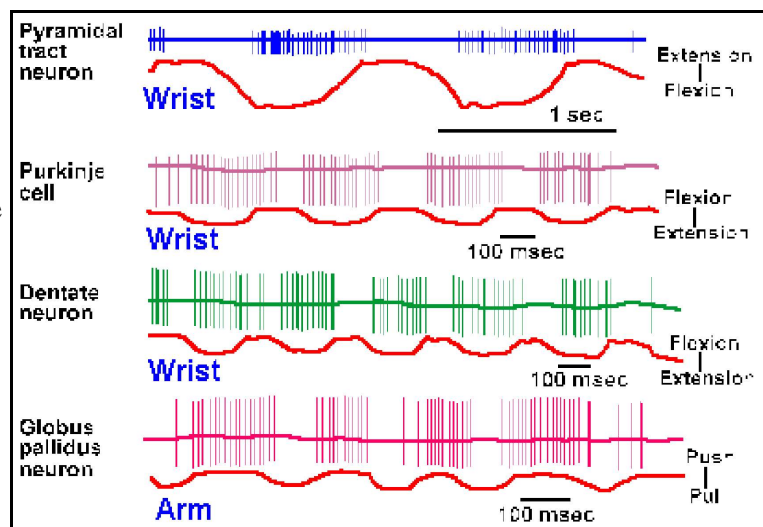 Pyramidal
tract
neuron
Extension
Flexion
Wrist
1 sec
Purkinje
cell
Flexion
Extension
Wrist
100 msec
Dentate
neuron
Flexion
Extension
Wrist
100 msec
Globus
pallidus
neuron
Push
Pull
Arm
100 msec